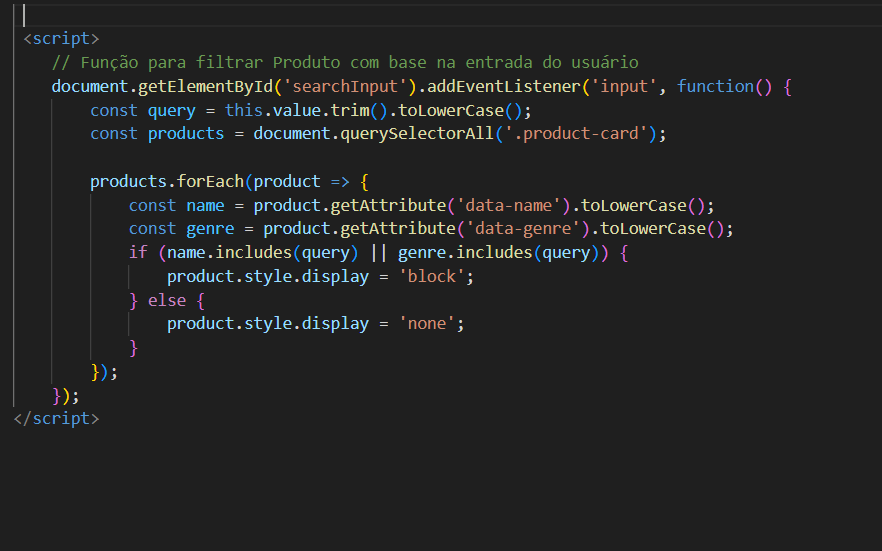 <script>
// Função para filtrar Produto com base na entrada do usuário
document.getElementById('searchInput').addEventListener('input', function() {
const query = this.value.trim().toLowerCase();
const products = document.querySelectorAll('.product-card');
products.forEach(product => {
const name = product.getAttribute('data-name').toLowerCase();
const genre = product.getAttribute('data-genre').toLowerCase();
if (name.includes(query) || genre.includes(query)) {
product.style.display = 'block';
} else {
product.style.display = 'none';
}
});
});
</script>